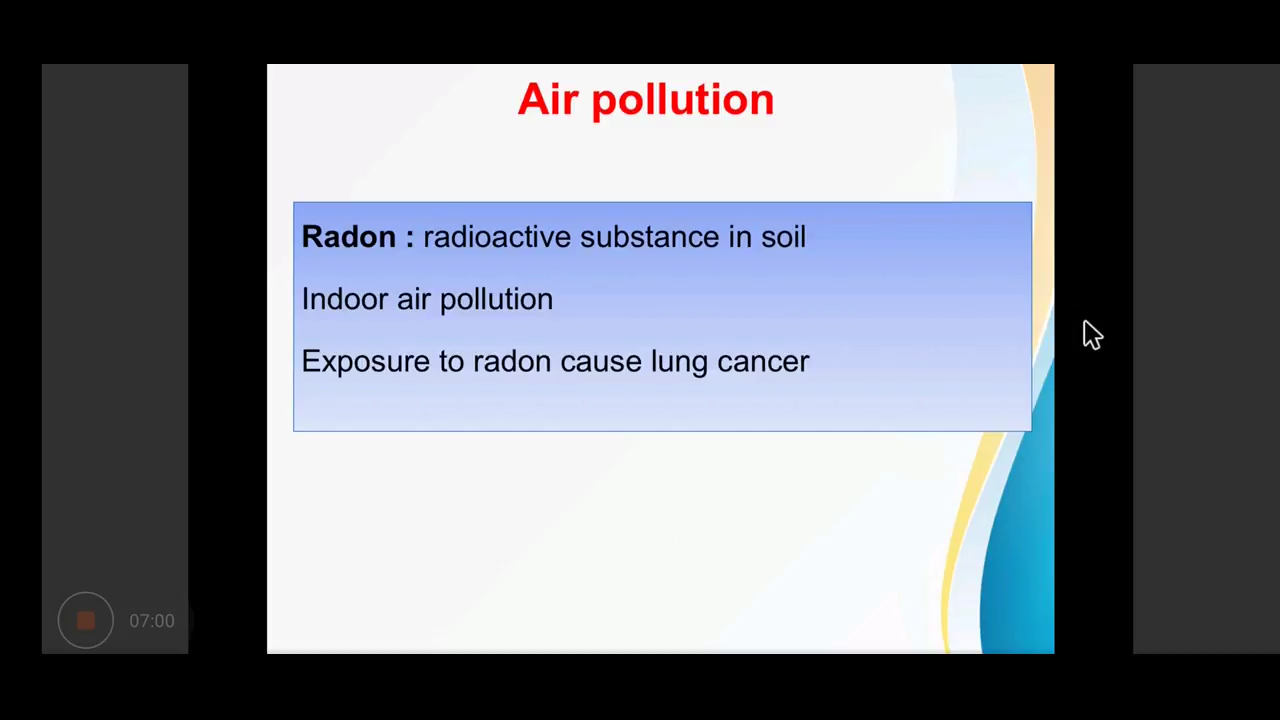 Air pollution
Radon : radioactive substance in soil
Indoor air pollution
Exposure to radon cause lung cancer
07:00